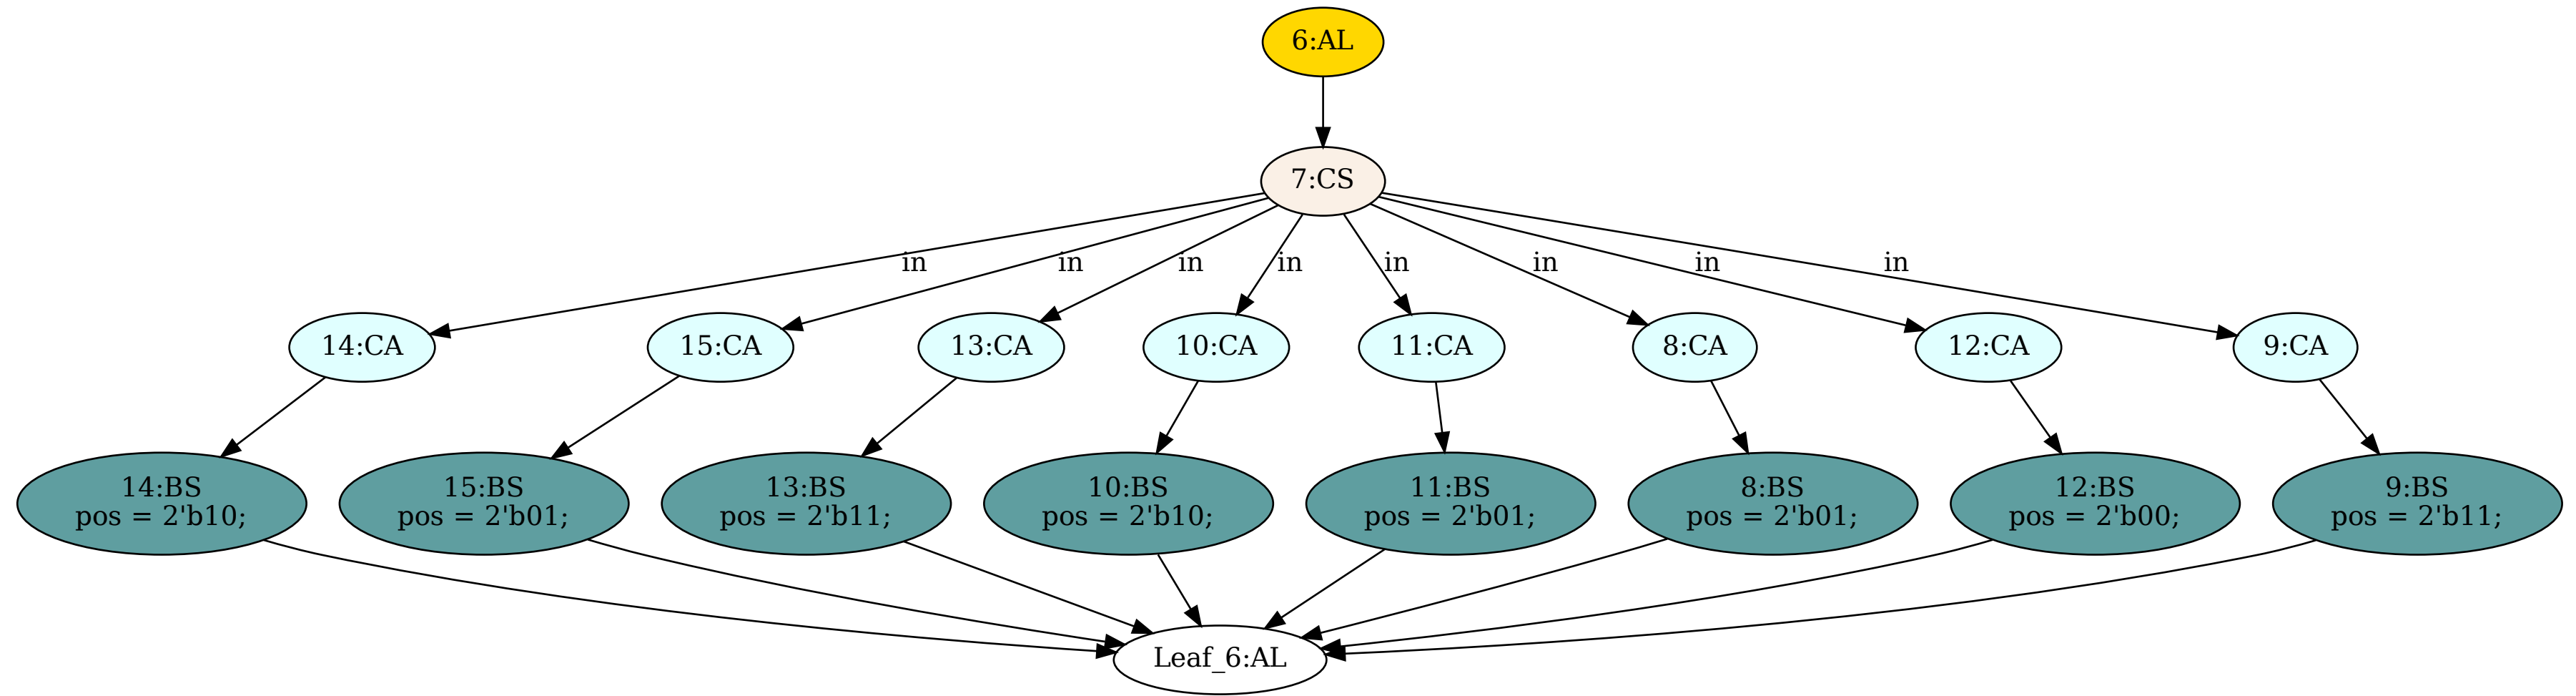 6:AL
7:CS
in
in
in
in
in
in
in
in
14:CA
15:CA
13:CA
10:CA
11:CA
8:CA
12:CA
9:CA
14:BS
pos = 2'b10;
15:BS
pos = 2'b01;
13:BS
pos = 2'b11;
10:BS
pos = 2'b10;
11:BS
pos = 2'b01;
8:BS
pos = 2'b01;
12:BS
pos = 2'b00;
9:BS
pos = 2'b11;
Leaf_6:AL